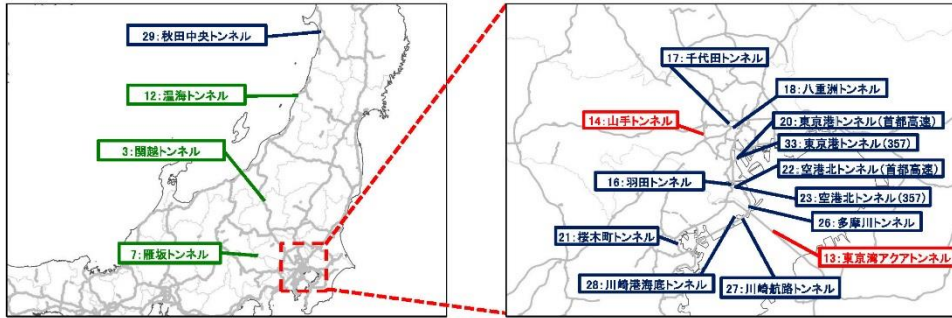 29:秋田中央トンネル
12:温海トンネル
3:関越トンネル
7:雁坂トンネル
17:千代田トンネル
18:八重洲トンネル
14:山手トンネル
20:東京港トンネル(首都高速)
33:東京港トンネル(357)
22:空港北トンネル(首都高速)
16:羽田トンネル
23:空港北トンネル(357)
26:多摩川トンネル
21:桜木町トンネル
13:東京湾アクアトンネル
28:川崎港海底トンネル
27:川崎航路トンネル